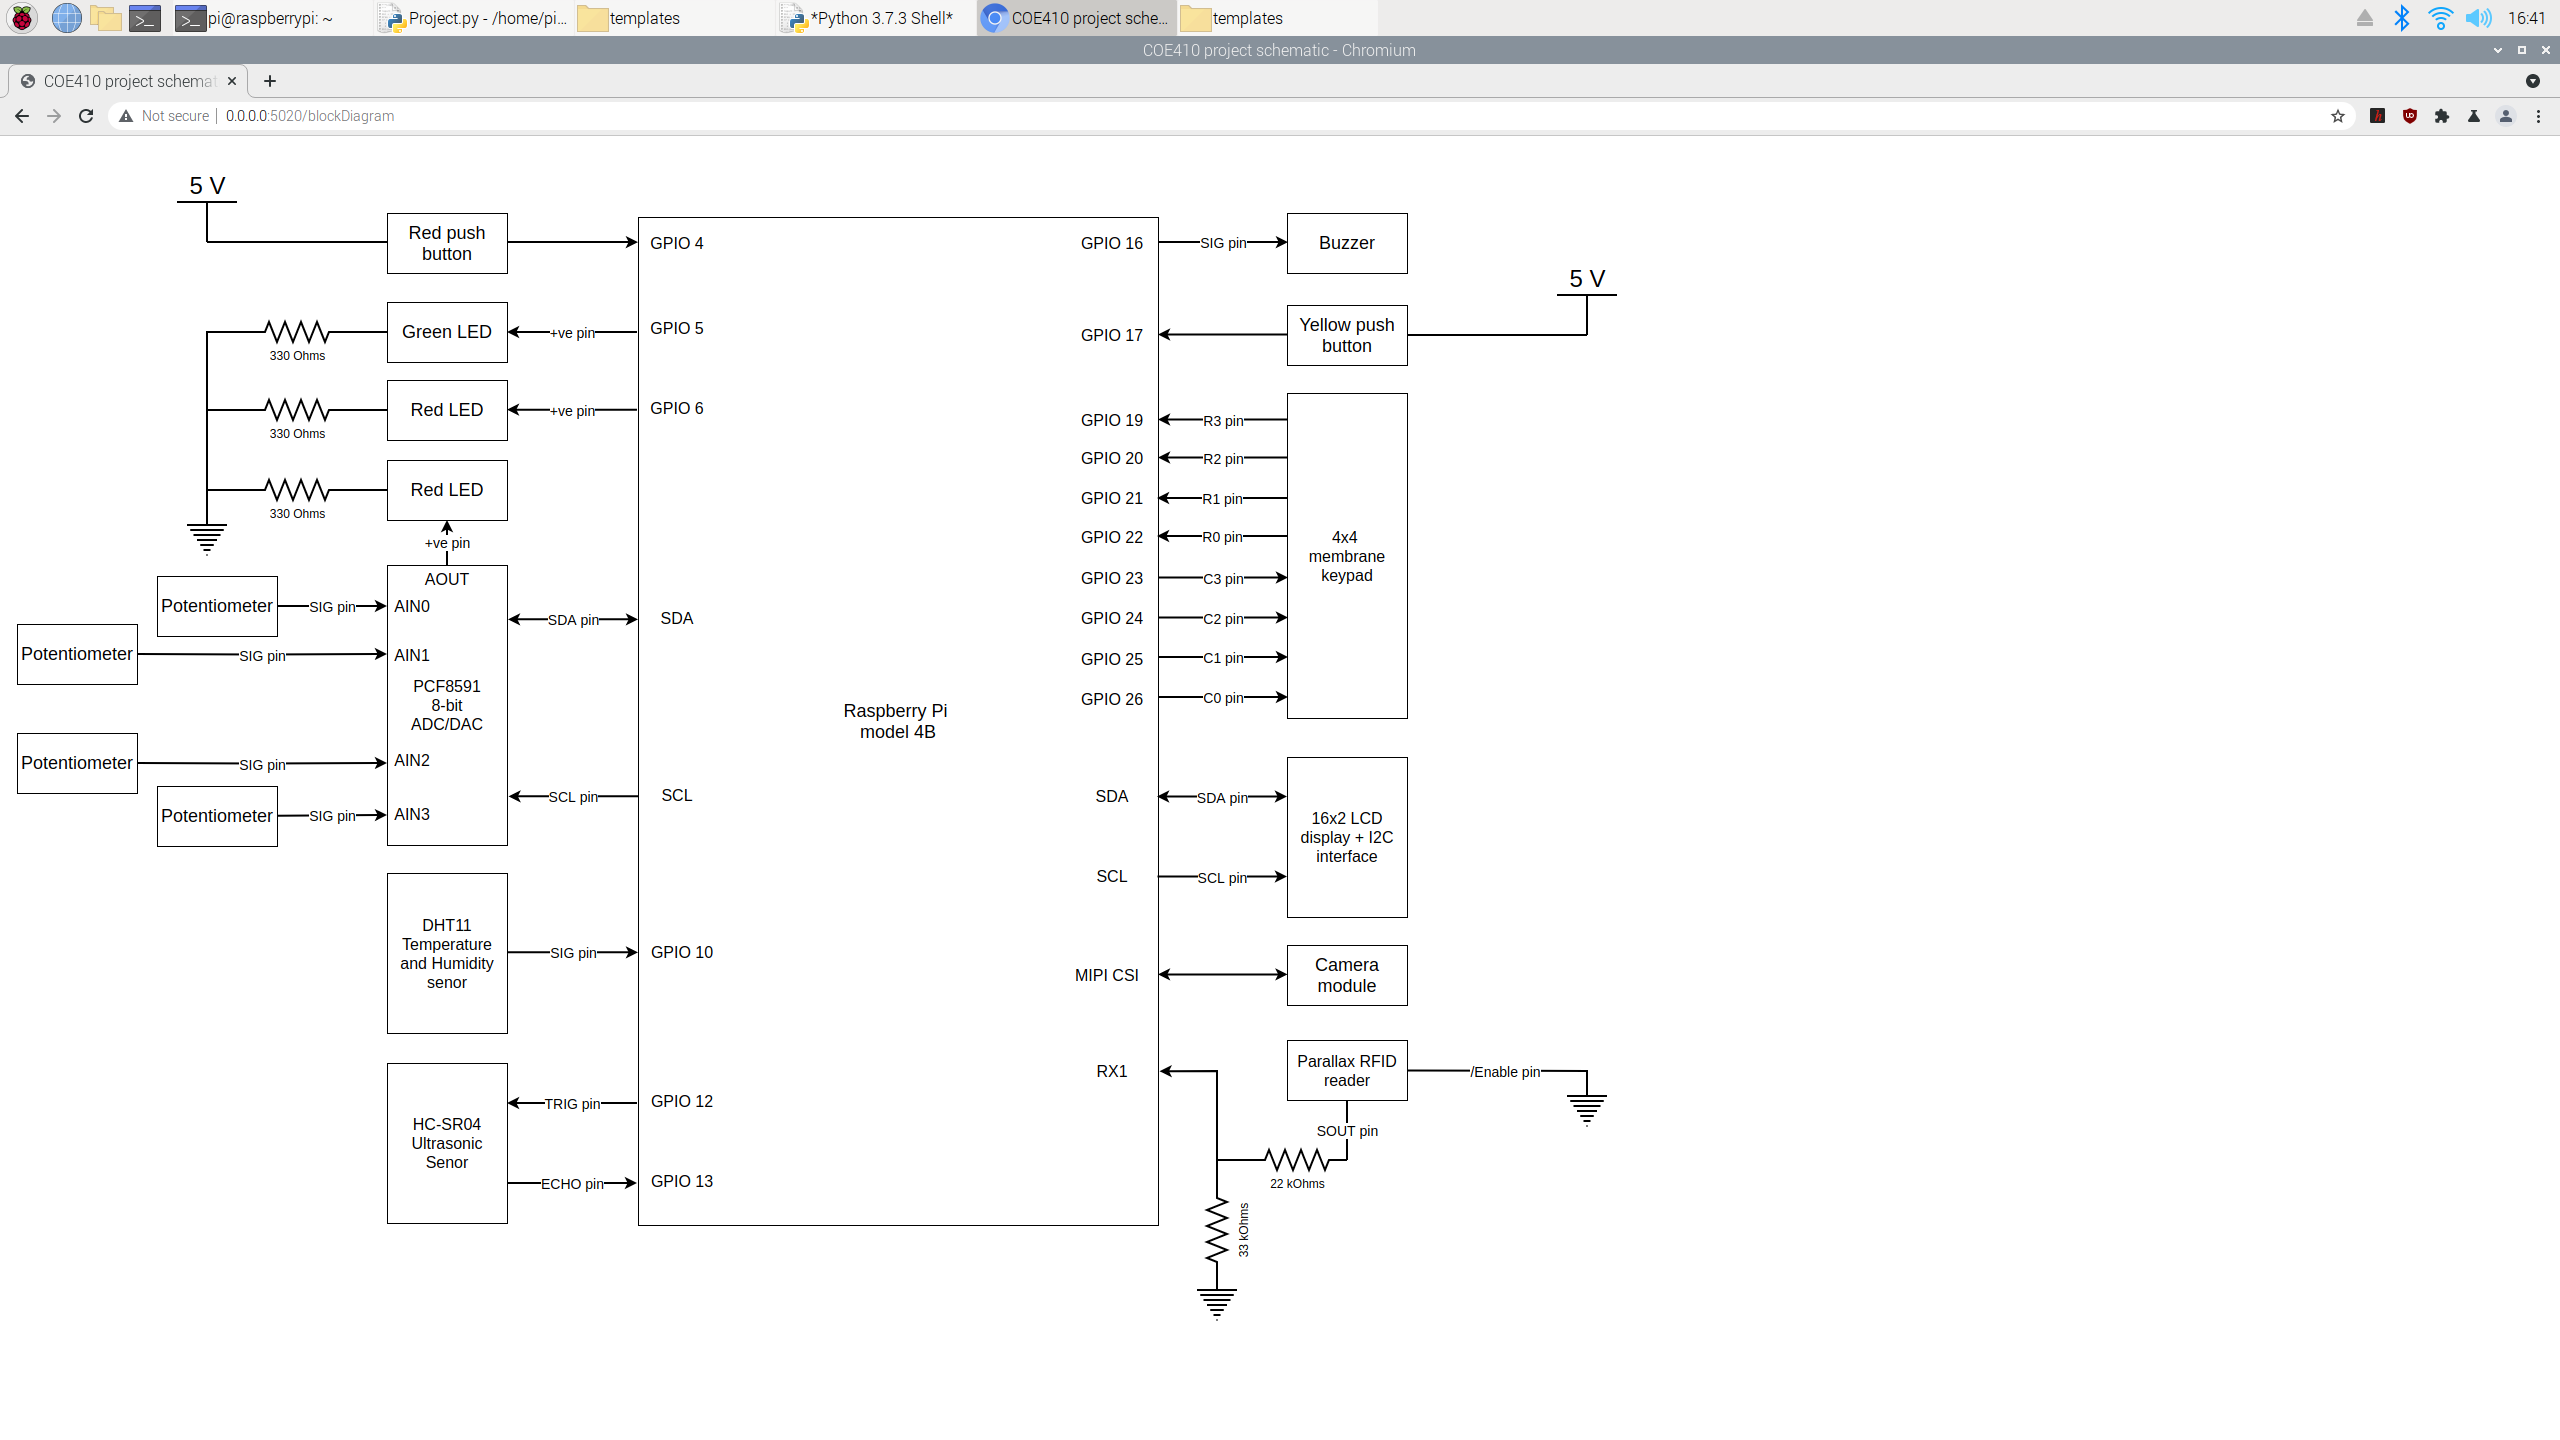 pi@raspberrypi: ~
Project.py - /home/pi...
templates
*Python 3.7.3 Shell*
COE410 project sche...
templates
16:41
COE410 project schematic - Chromium
COE410 project schemat
Not secure
0.0.0.0:5020/blockDiagram
5 V
Red push
button
GPIO 4
GPIO 16
SIG pin
Buzzer
5 V
Green LED
+ve pin
GPIO 5
330 Ohms
GPIO 17
Yellow push
button
Red LED
+ve pin
GPIO 6
330 Ohms
Red LED
330 Ohms
+ve pin
GPIO 19
R3 pin
GPIO 20
R2 pin
GPIO 21
R1 pin
GPIO 22
R0 pin
GPIO 23
C3 pin
GPIO 24
C2 pin
GPIO 25
C1 pin
GPIO 26
C0 pin
4x4
membrane
keypad
AOUT
Potentiometer
SIG pin
AIN0
Potentiometer
SIG pin
AIN1
PCF8591
8-bit
ADC/DAC
Potentiometer
SIG pin
AIN2
Potentiometer
SIG pin
AIN3
SDA pin
SDA
SCL pin
SCL
Raspberry Pi
model 4B
SDA
SDA pin
SCL
SCL pin
16x2 LCD
display + I2C
interface
DHT11
Temperature
and Humidity
senor
SIG pin
GPIO 10
MIPI CSI
Camera
module
HC-SR04
Ultrasonic
Senor
TRIG pin
GPIO 12
ECHO pin
GPIO 13
RX1
Parallax RFID
reader
/Enable pin
SOUT pin
22 kOhms
33 kOhms